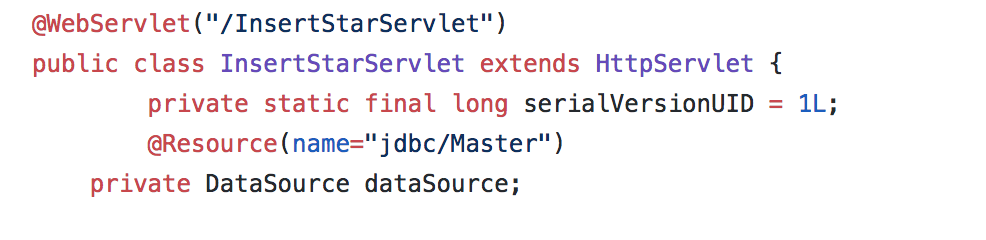 @WebServlet("/InsertStarServlet")
public class InsertStarServlet extends HttpServlet {
        private static final long serialVersionUID = 1L;
        @Resource(name="jdbc/Master")
    private DataSource dataSource;